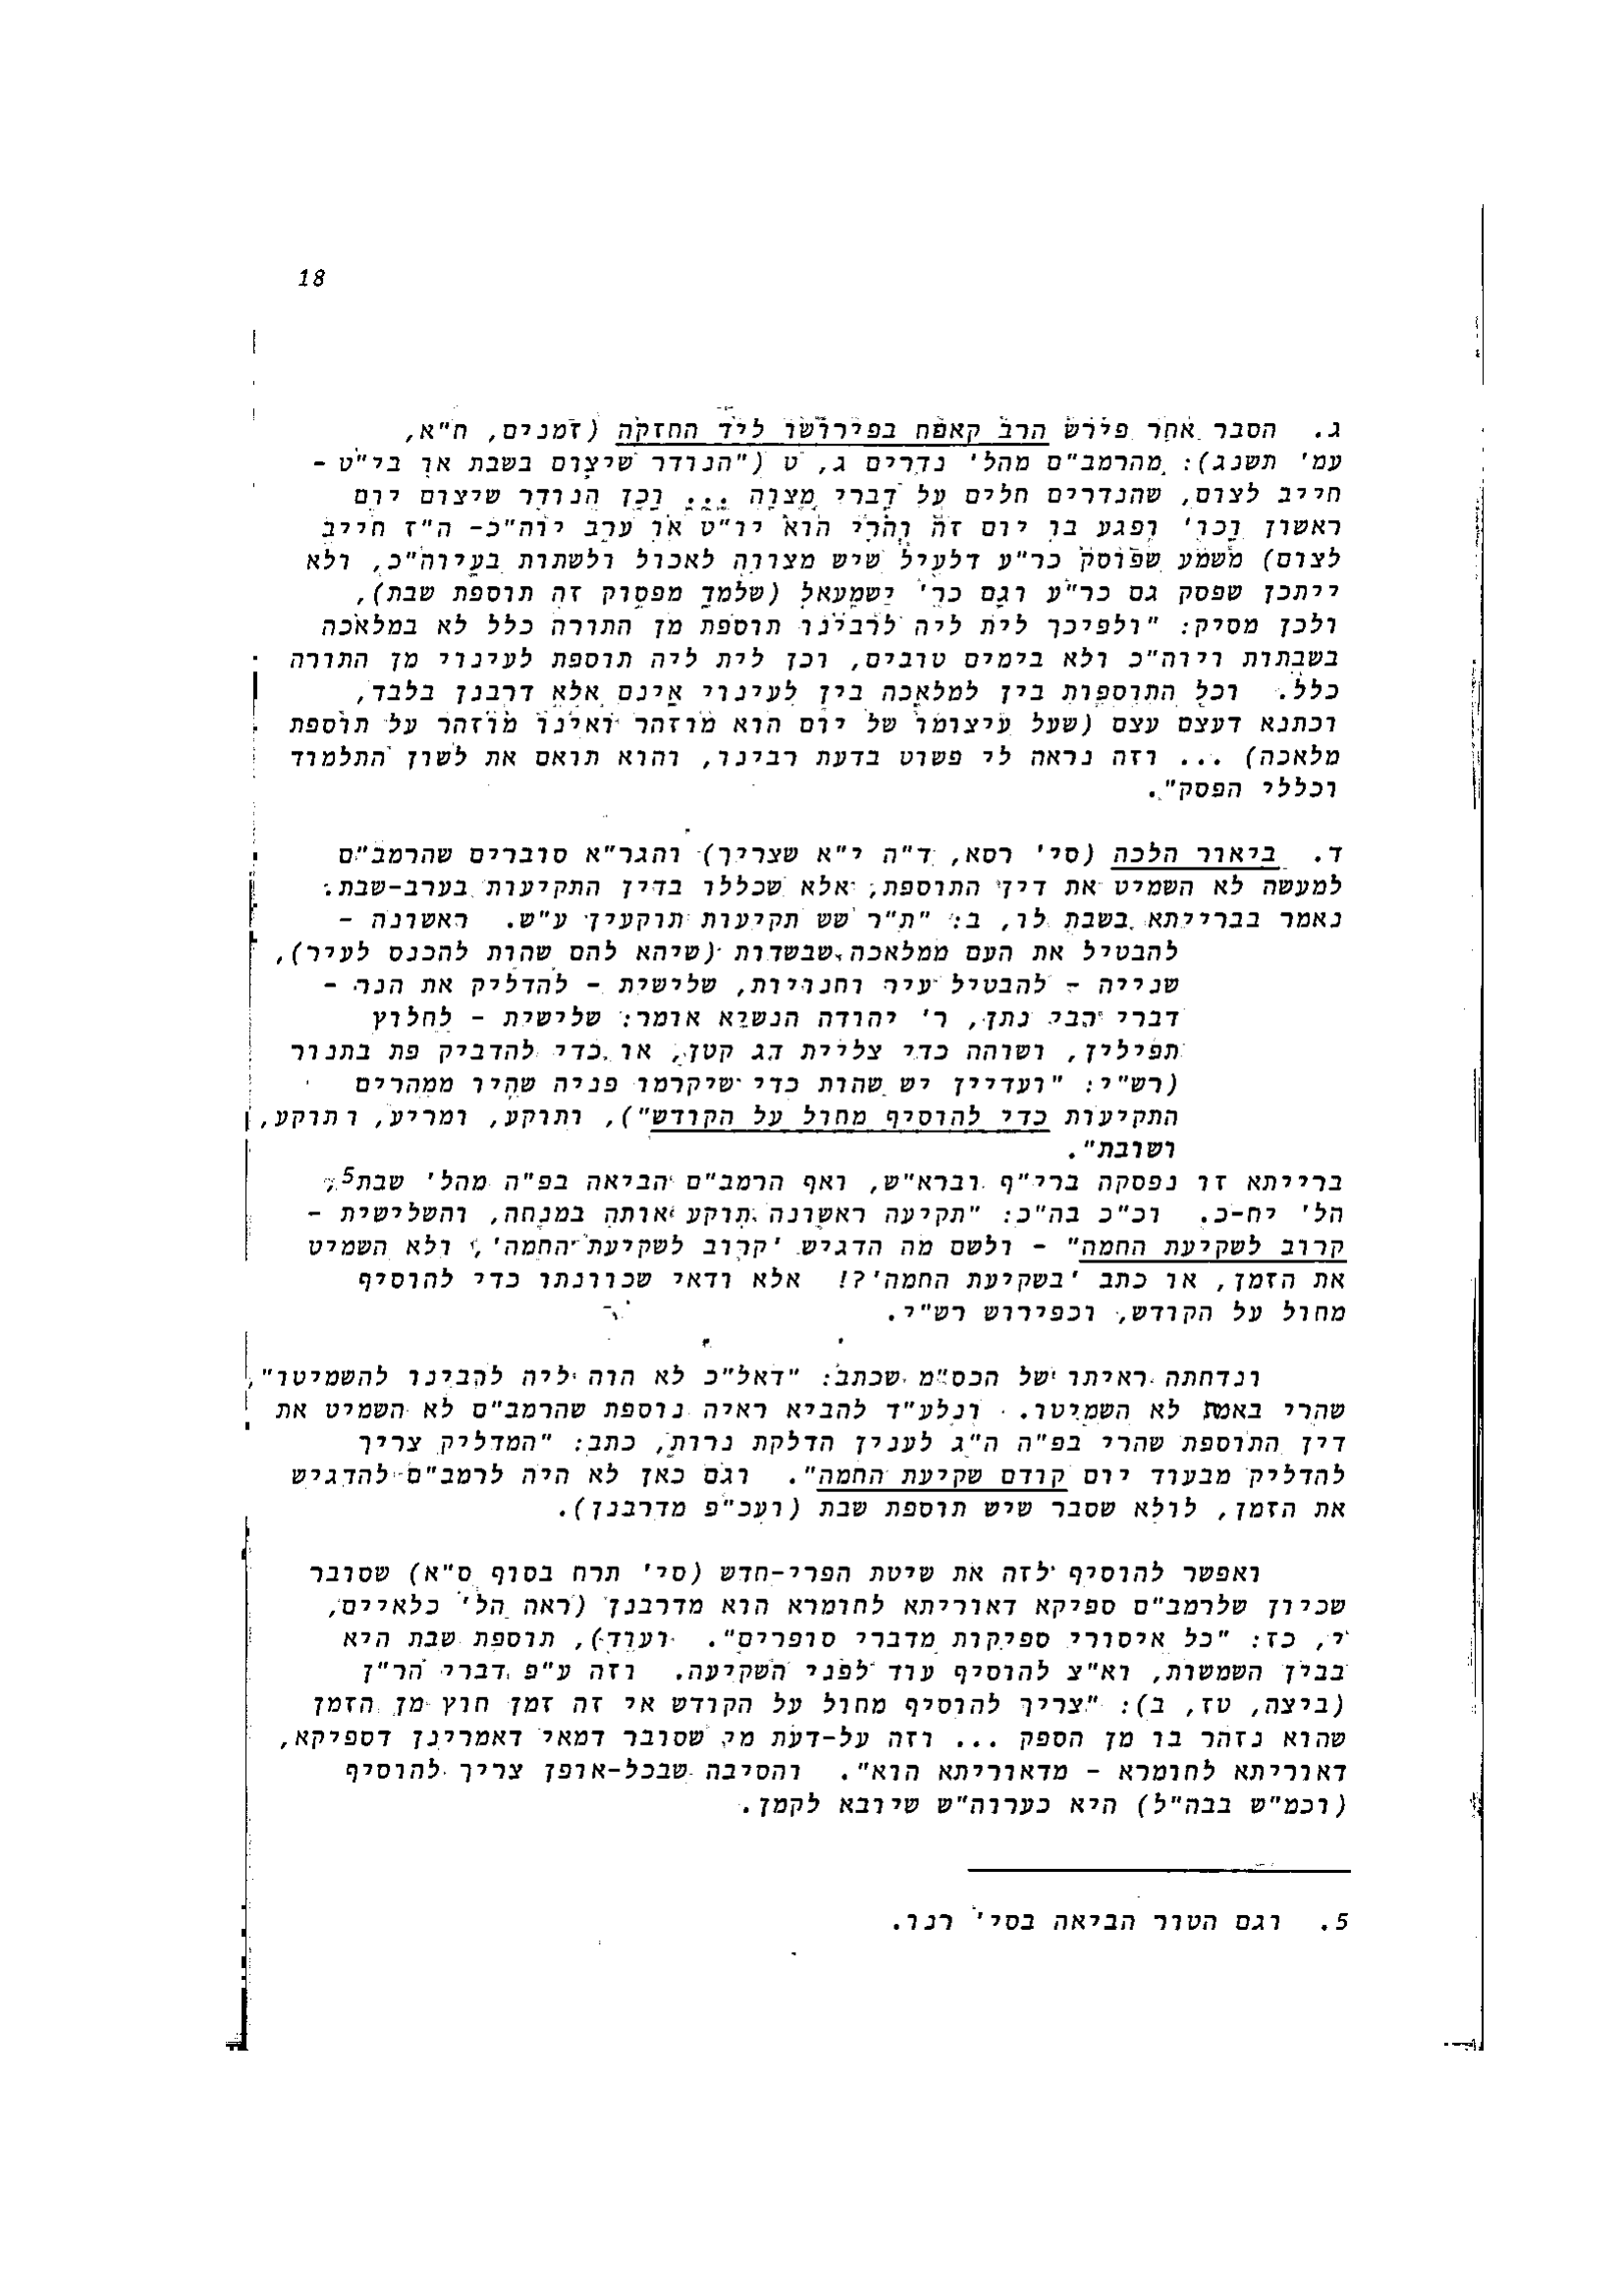 18
ג. הסבר אחר פירש הרב קאפח בפירושו ליד החזקה (זמנים, ח"א,
עמ' תשנג): מהרמב"ם מהל' נדרים ג, ט ("הנודר שיצום בשבת או בי"ט -
חייב לצום, שהנדרים חלים על דברי מצוה ... וכן הנודר שיצום יום
ראשון וכו' ופגע בו יום זה והרי הוא יו"ט או ערב יוה"כ- ה"ז חייב
לצום) משמע שפוסק כר"ע דלעיל שיש מצווה לאכול ולשתות בעיוה"כ, ולא
ייתכן שפסק גם כר"ע וגם כר' ישמעאל (שלמד מפסוק זה תוספת שבת),
ולכן מסיק: "ולפיכך לית ליה לרבינו תוספת מן התורה כלל לא במלאכה
בשבתות ויוה"כ ולא בימים טובים, וכן לית ליה תוספת לעינוי מן התורה
כלל. וכל התוספות בין למלאכה בין לעינוי אינם אלא דרבנן בלבד,
וכתנא דעצם עצם (שעל עיצומו של יום הוא מוזהר ואינו מוזהר על תוספת
מלאכה) ... וזה נראה לי פשוט בדעת רבינו, והוא תואם את לשון התלמוד
וכללי הפסק".
ד. ביאור הלכה (סי' רסא, ד"ה י"א שצריך) והגר"א סוברים שהרמב"ם
למעשה לא השמיט את דין התוספת, אלא שכללו בדין התקיעות בערב-שבת.
נאמר בברייתא בשבת לו, ב: "ת"ר שש תקיעות תוקעין ע"ש. ראשונה -
להבטיל את העם ממלאכה שבשדות (שיהא להם שהות להכנס לעיר),
שנייה - להבטיל עיר וחנויות, שלישית - להדליק את הנר -
דברי רבי נתן, ר' יהודה הנשיא אומר: שלישית - לחלוץ
תפילין, ושוהה כדי צליית דג קטן, או כדי להדביק פת בתנור
(רש"י: "ועדיין יש שהות כדי שיקרמו פניה שהיו ממהרים
התקיעות כדי להוסיף מחול על הקודש"), ותוקע, ומריע, ותוקע,
ושובת".
ברייתא זו נפסקה ברי"ף וברא"ש, ואף הרמב"ם הביאה בפ"ה מהל' שבת5,
הל' יח-כ. וכ"כ בה"כ: "תקיעה ראשונה תוקע אותה במנחה, והשלישית -
קרוב לשקיעת החמה" - ולשם מה הדגיש 'קרוב לשקיעת החמה', ולא השמיט
את הזמן, או כתב 'בשקיעת החמה'?! אלא ודאי שכוונתו כדי להוסיף
מחול על הקודש, וכפירוש רש"י.
ונדחתה ראיתו של הכס"מ שכתב: "דאל"כ לא הוה ליה לרבינו להשמיטו",
שהרי באמת לא השמיטו. ונלע"ד להביא ראיה נוספת שהרמב"ם לא השמיט את
דין התוספת שהרי בפ"ה ה"ג לענין הדלקת נרות, כתב: "המדליק צריך
להדליק מבעוד יום קודם שקיעת החמה". וגם כאן לא היה לרמב"ם להדגיש
את הזמן, לולא שסבר שיש תוספת שבת (ועכ"פ מדרבנן).
ואפשר להוסיף לזה את שיטת הפרי-חדש (סי' תרח בסוף ס"א) שסובר
שכיון שלרמב"ם ספיקא דאוריתא לחומרא הוא מדרבנן (ראה הל' כלאיים,
י, כז: "כל איסורי ספיקות מדברי סופרים". ועוד), תוספת שבת היא
בבין השמשות, וא"צ להוסיף עוד לפני השקיעה. וזה ע"פ דברי הר"ן
(ביצה, טז, ב): "צריך להוסיף מחול על הקודש אי זה זמן חוץ מן הזמן
שהוא נזהר בו מן הספק ... וזה על-דעת מי שסובר דמאי דאמרינן דספיקא,
דאוריתא לחומרא - מדאוריתא הוא". והסיבה שבכל-אופן צריך להוסיף
(וכמ"ש בבה"ל) היא כערוה"ש שיובא לקמן.
5. וגם הטור הביאה בסי' רנו.